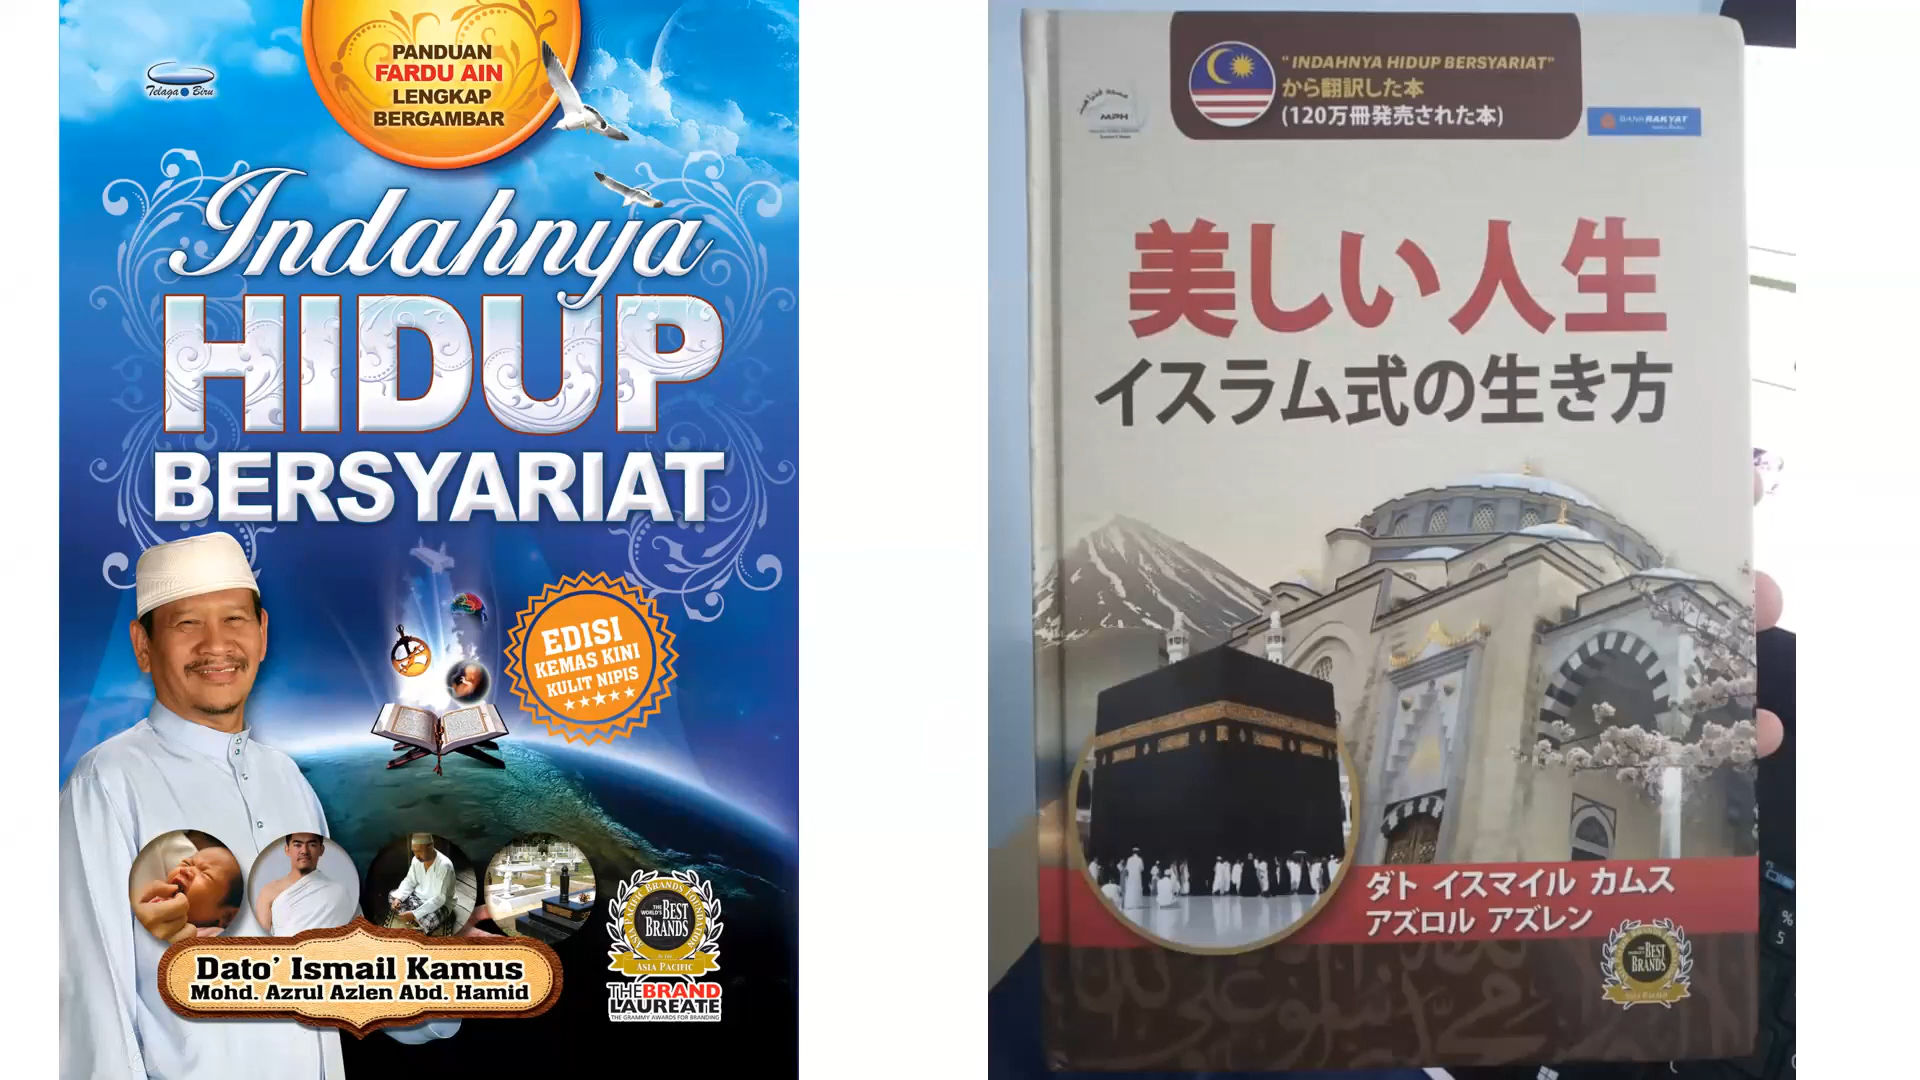 PANDUAN
FARDU AIN
LENGKAP
BERGAMBAR
Telaga Biru
Indahnya
HIDUP
BERSYARIAT
EDISI
KEMAS KINI
KULIT NIPIS
Dato' Ismail Kamus
Mohd. Azrul Azlen Abd. Hamid
ASIA PACIFIC BRANDS FOUNDATION
THE WORLD'S BEST BRANDS
ASIA PACIFIC
THE BRAND
LAUREATE
THE GRAMMY AWARDS FOR BRANDING
"INDAHNYA HIDUP BERSYARIAT"
から翻訳した本
(120万冊発売された本)
MPH
BANK RAKYAT
美しい人生
イスラム式の生き方
ダト イスマイル カムス
アズロル アズレン
BEST
BRANDS
%
5